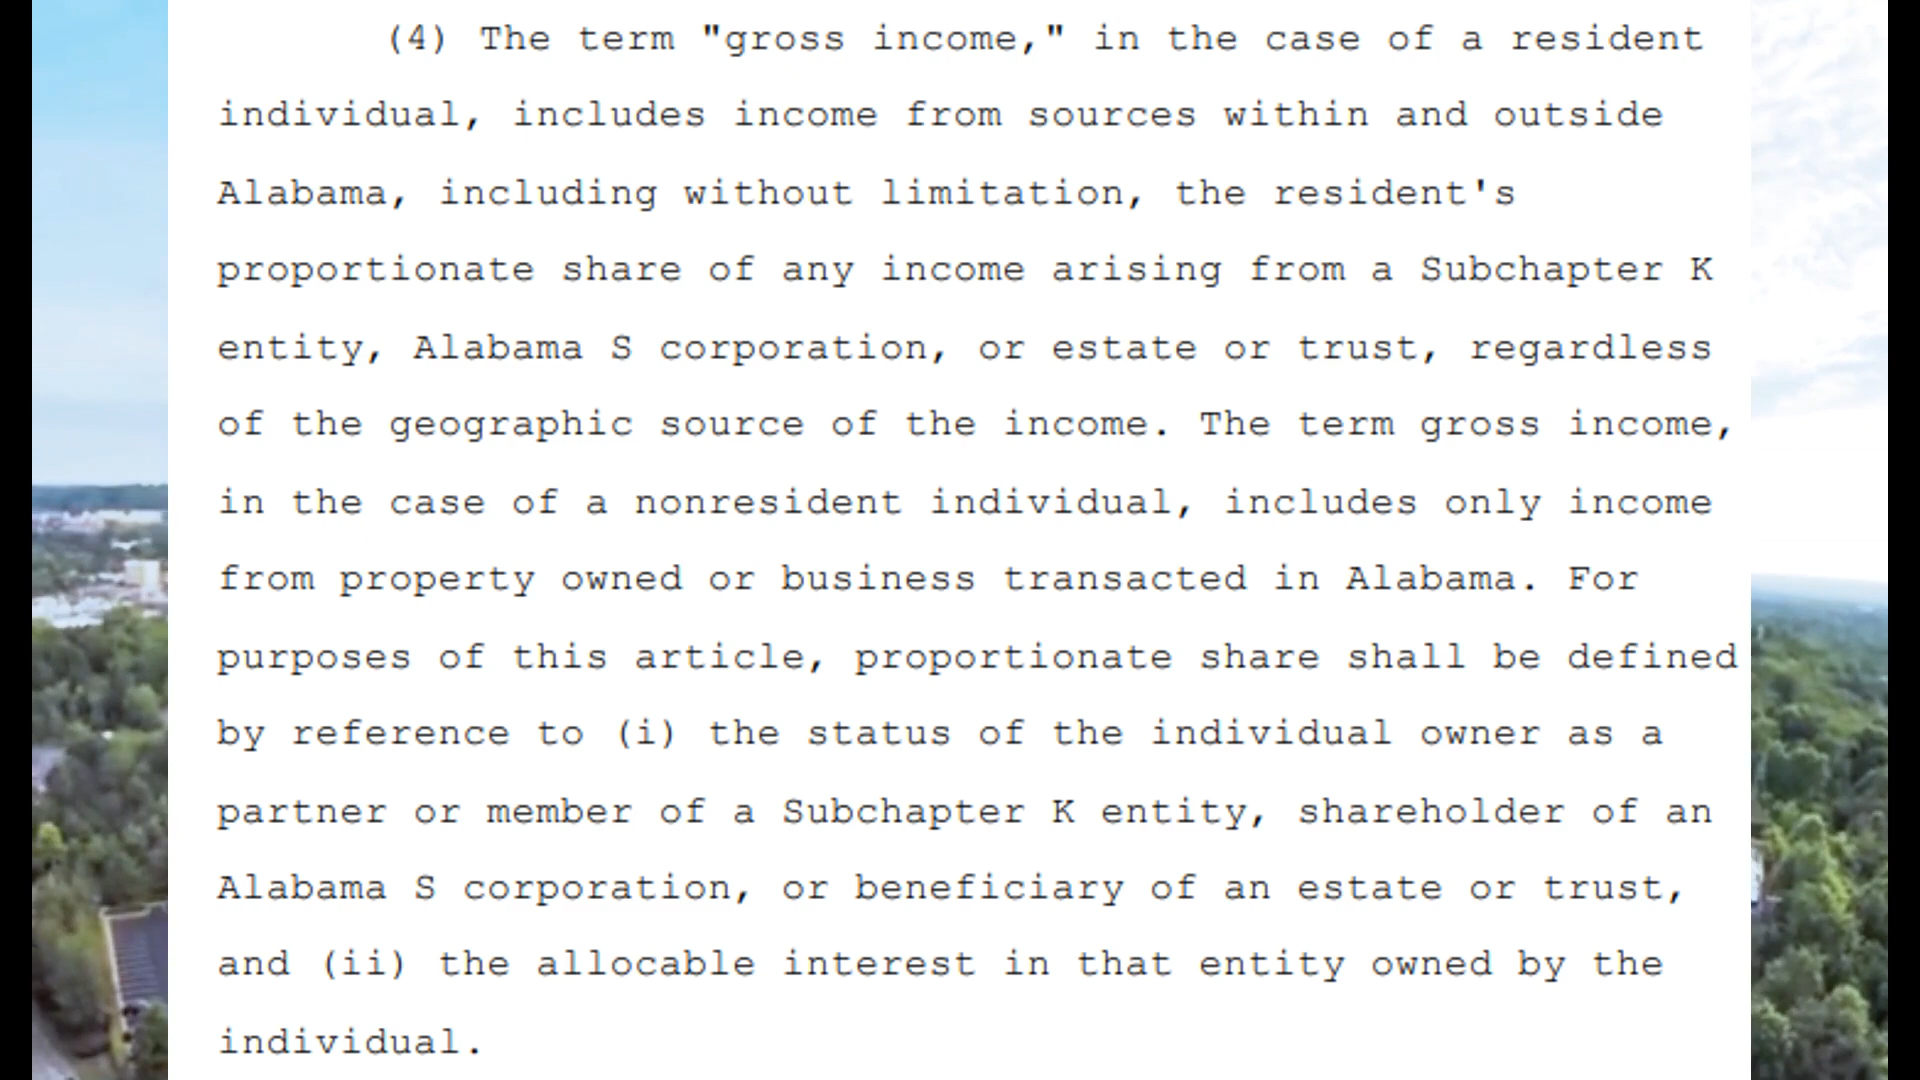 (4) The term "gross income," in the case of a resident
individual, includes income from sources within and outside
Alabama, including without limitation, the resident's
proportionate share of any income arising from a Subchapter K
entity, Alabama S corporation, or estate or trust, regardless
of the geographic source of the income. The term gross income,
in the case of a nonresident individual, includes only income
from property owned or business transacted in Alabama. For
purposes of this article, proportionate share shall be defined
by reference to (i) the status of the individual owner as a
partner or member of a Subchapter K entity, shareholder of an
Alabama S corporation, or beneficiary of an estate or trust,
and (ii) the allocable interest in that entity owned by the
individual.